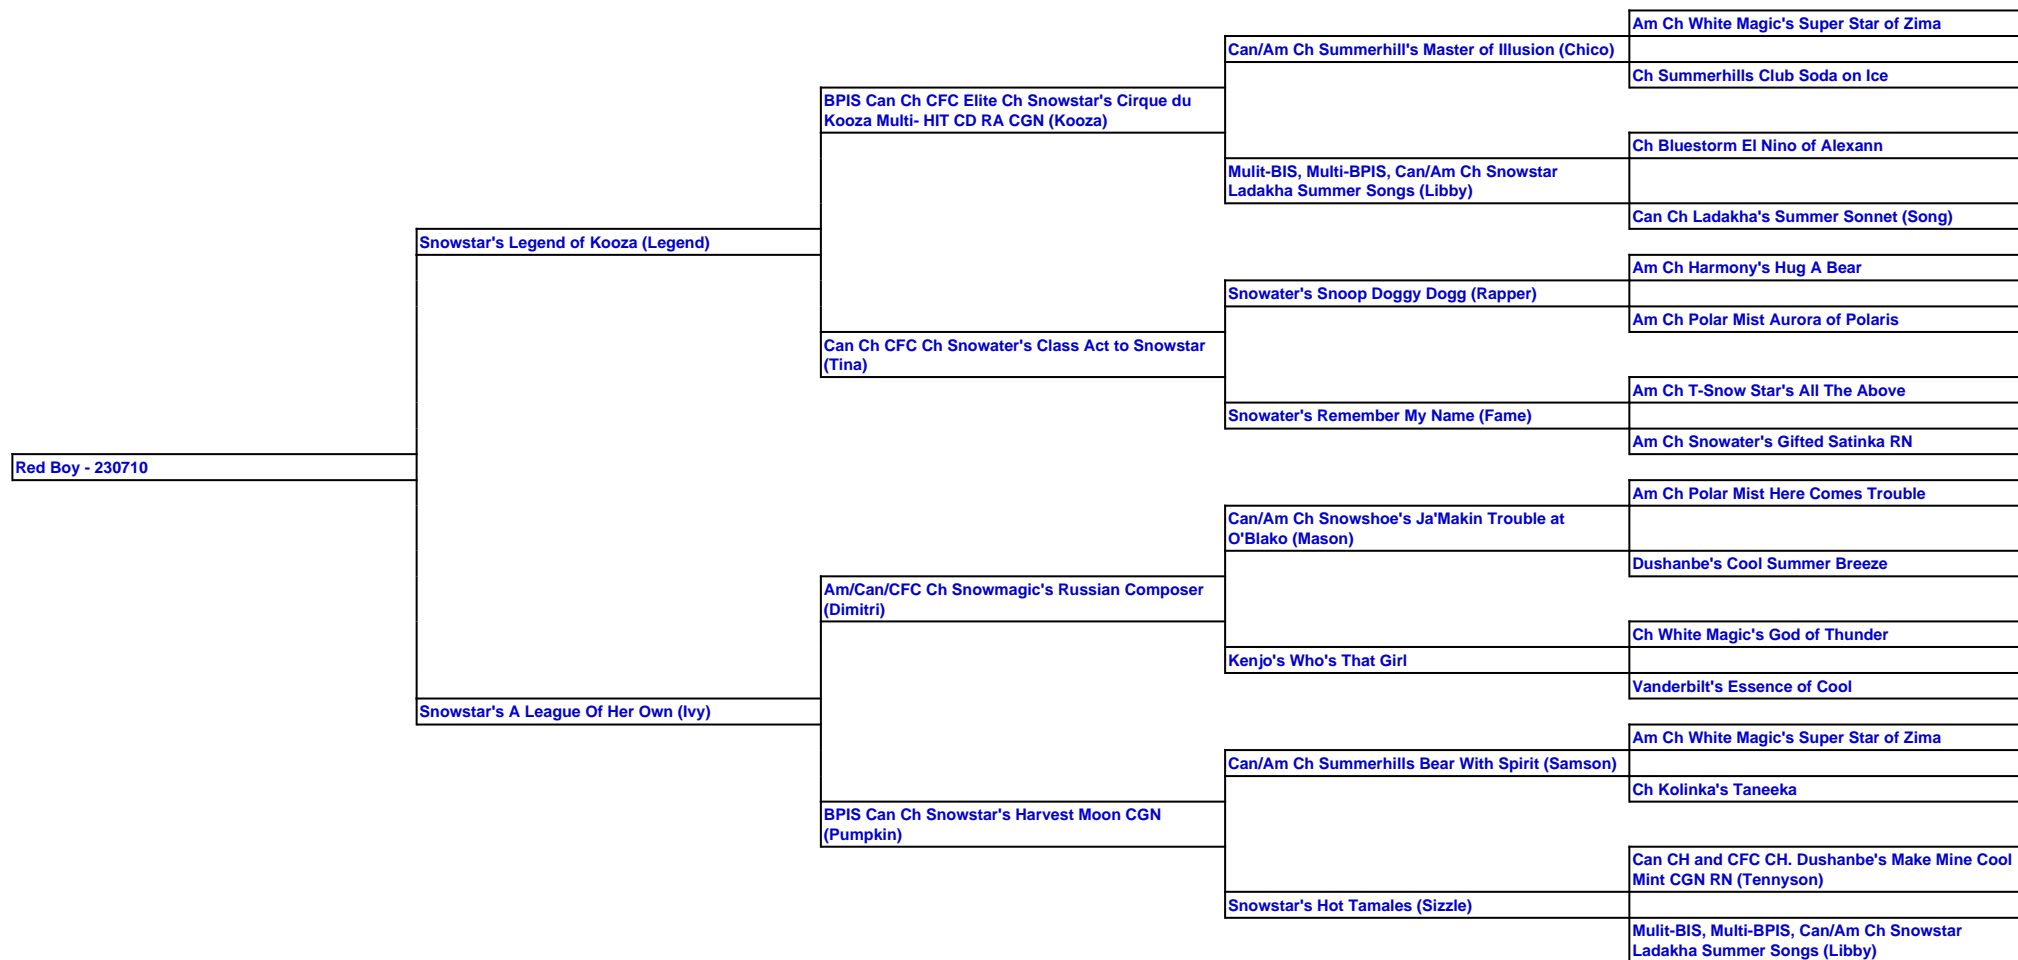 Am Ch White Magic's Super Star of Zima
Can/Am Ch Summerhill's Master of Illusion (Chico)
Ch Summerhills Club Soda on Ice
BPIS Can Ch CFC Elite Ch Snowstar's Cirque du
Kooza Multi- HIT CD RA CGN (Kooza)
Ch Bluestorm El Nino of Alexann
Mulit-BIS, Multi-BPIS, Can/Am Ch Snowstar
Ladakha Summer Songs (Libby)
Can Ch Ladakha's Summer Sonnet (Song)
Snowstar's Legend of Kooza (Legend)
Am Ch Harmony's Hug A Bear
Snowater's Snoop Doggy Dogg (Rapper)
Am Ch Polar Mist Aurora of Polaris
Can Ch CFC Ch Snowater's Class Act to Snowstar
(Tina)
Am Ch T-Snow Star's All The Above
Snowater's Remember My Name (Fame)
Am Ch Snowater's Gifted Satinka RN
Red Boy - 230710
Am Ch Polar Mist Here Comes Trouble
Can/Am Ch Snowshoe's Ja'Makin Trouble at
O'Blako (Mason)
Dushanbe's Cool Summer Breeze
Am/Can/CFC Ch Snowmagic's Russian Composer
(Dimitri)
Ch White Magic's God of Thunder
Kenjo's Who's That Girl
Vanderbilt's Essence of Cool
Snowstar's A League Of Her Own (Ivy)
Am Ch White Magic's Super Star of Zima
Can/Am Ch Summerhills Bear With Spirit (Samson)
Ch Kolinka's Taneeka
BPIS Can Ch Snowstar's Harvest Moon CGN
(Pumpkin)
Can CH and CFC CH. Dushanbe's Make Mine Cool
Mint CGN RN (Tennyson)
Snowstar's Hot Tamales (Sizzle)
Mulit-BIS, Multi-BPIS, Can/Am Ch Snowstar
Ladakha Summer Songs (Libby)